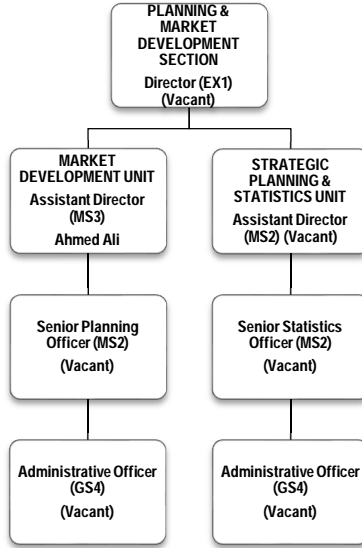 PLANNING &
MARKET
DEVELOPMENT
SECTION
Director (EX1)
(Vacant)
MARKET
DEVELOPMENT UNIT
Assistant Director
(MS3)
Ahmed Ali
STRATEGIC
PLANNING &
STATISTICS UNIT
Assistant Director
(MS2) (Vacant)
Senior Planning
Officer (MS2)
(Vacant)
Senior Statistics
Officer (MS2)
(Vacant)
Administrative Officer
(GS4)
(Vacant)
Administrative Officer
(GS4)
(Vacant)